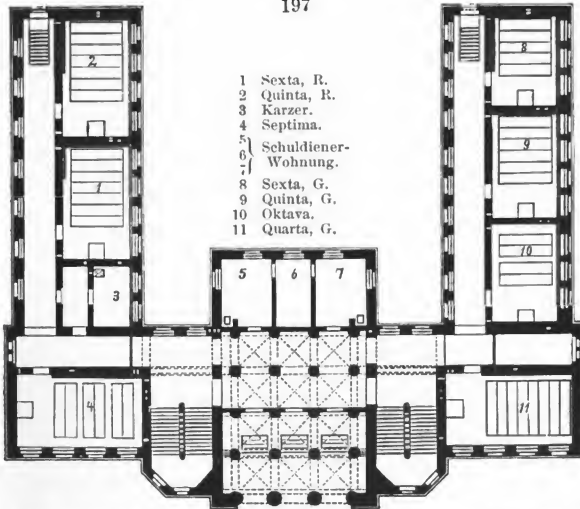 197
1 Sexta, R.
2 Quinta, R.
3 Karzer.
4 Septima.
5
6 } Schuldiener-
7 Wohnung.
8 Sexta, G.
9 Quinta, G.
10 Oktava.
11 Quarta, G.
2
8
1
9
10
3
5 6 7
4
11